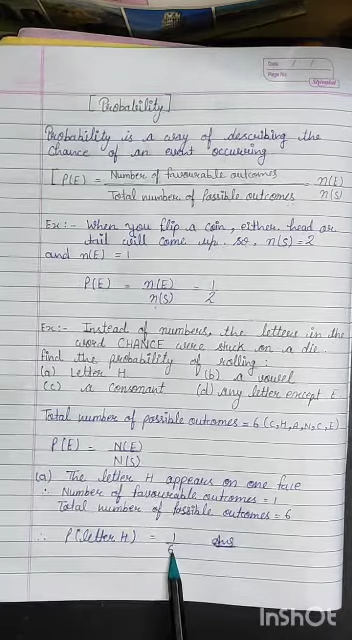 Date / /
Page No.
[Probability]
Probability is a way of describing the
Chance of an event occurring
[P(E) = Number of favourable outcomes / Total number of possible outcomes = n(E) / n(S)
Ex:- When you flip a coin, either head or
tail will come up. so, n(S) = 2
and n(E) = 1
P(E) = n(E) / n(S) = 1/2
Ex:- Instead of numbers, the letters in the
word CHANCE were stuck on a die.
find the probability of rolling:
(a) Letter H (b) a vowel
(c) a consonant (d) any letter except E.
Total number of possible outcomes = 6 (C,H,A,N,C,E)
P(E) = N(E) / N(S)
(a) The letter H appears on one face
∴ Number of favourable outcomes = 1
Total number of possible outcomes = 6
∴ P(letter H) = 1/6 Ans
InShOt